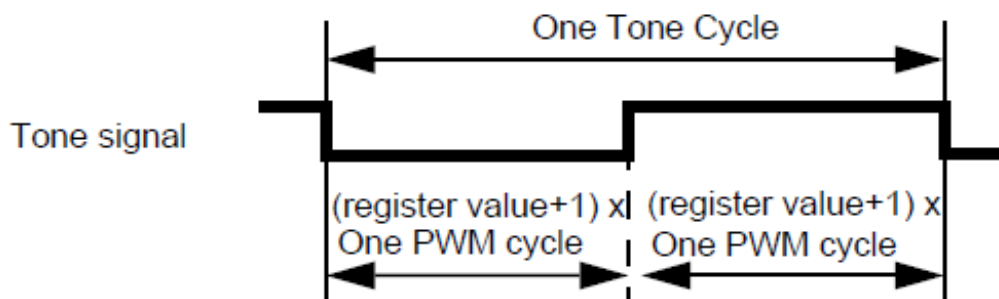 One Tone Cycle
Tone signal
(register value+1) x
One PWM cycle
(register value+1) x
One PWM cycle